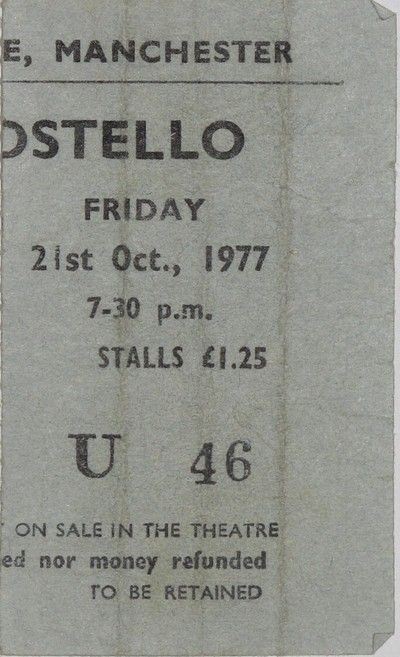 E, MANCHESTER
OSTELLO
FRIDAY
21st Oct., 1977
7-30 p.m.
STALLS £1.25
U 46
ON SALE IN THE THEATRE
ed nor money refunded
TO BE RETAINED